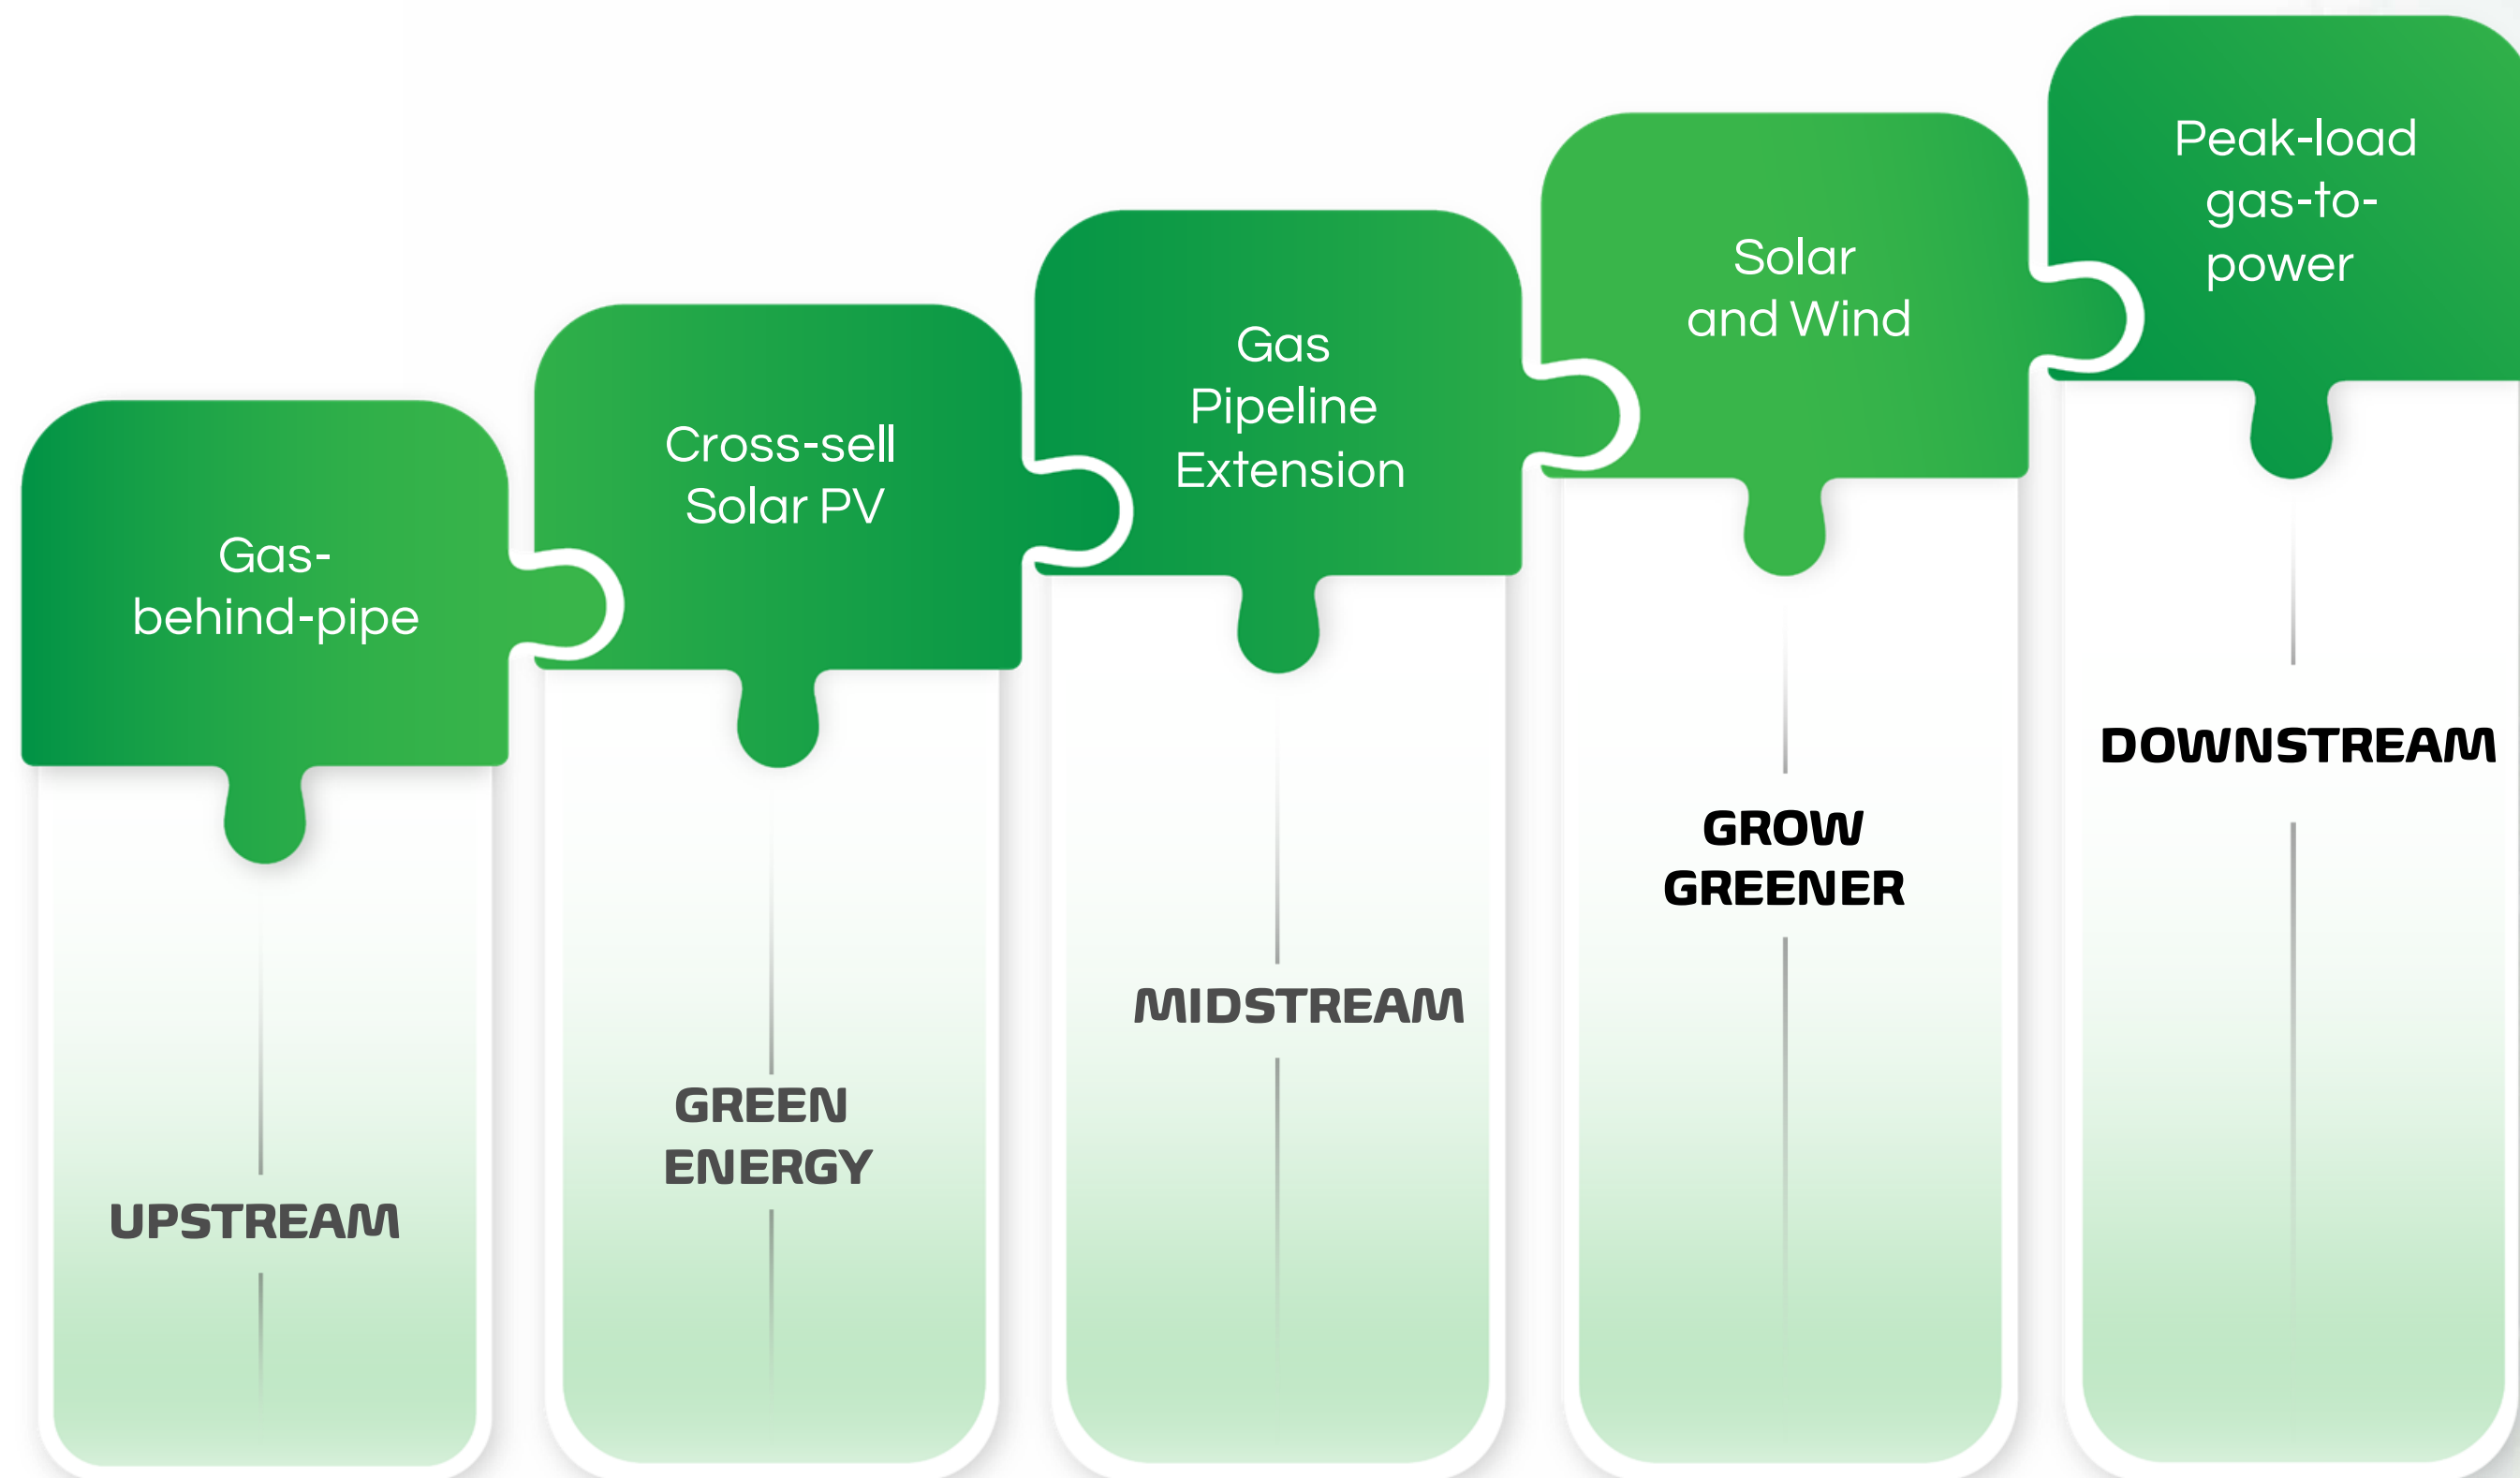 Gas-
behind-pipe
UPSTREAM
Cross-sell
Solar PV
GREEN
ENERGY
Gas
Pipeline
Extension
MIDSTREAM
Solar
and Wind
GROW
GREENER
Peak-load
gas-to-
power
DOWNSTREAM